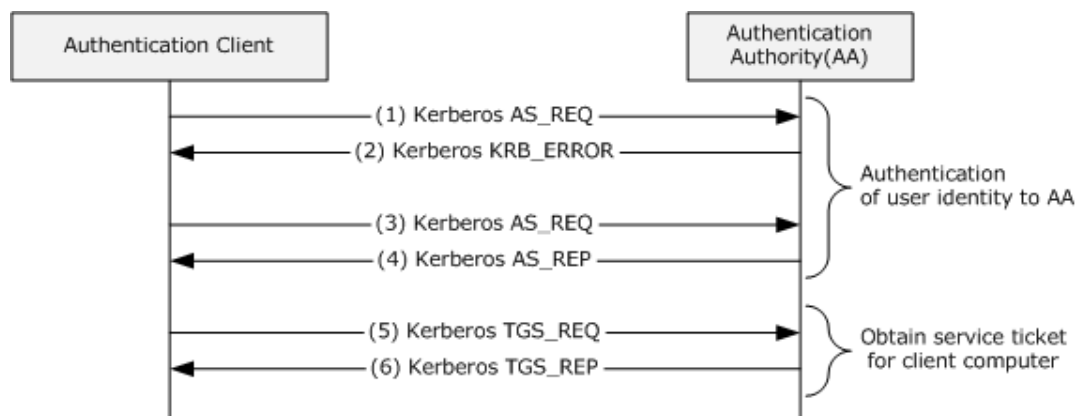 Authentication Client
Authentication
Authority(AA)
(1) Kerberos AS_REQ
(2) Kerberos KRB_ERROR
Authentication
of user identity to AA
(3) Kerberos AS_REQ
(4) Kerberos AS_REP
(5) Kerberos TGS_REQ
(6) Kerberos TGS_REP
Obtain service ticket
for client computer